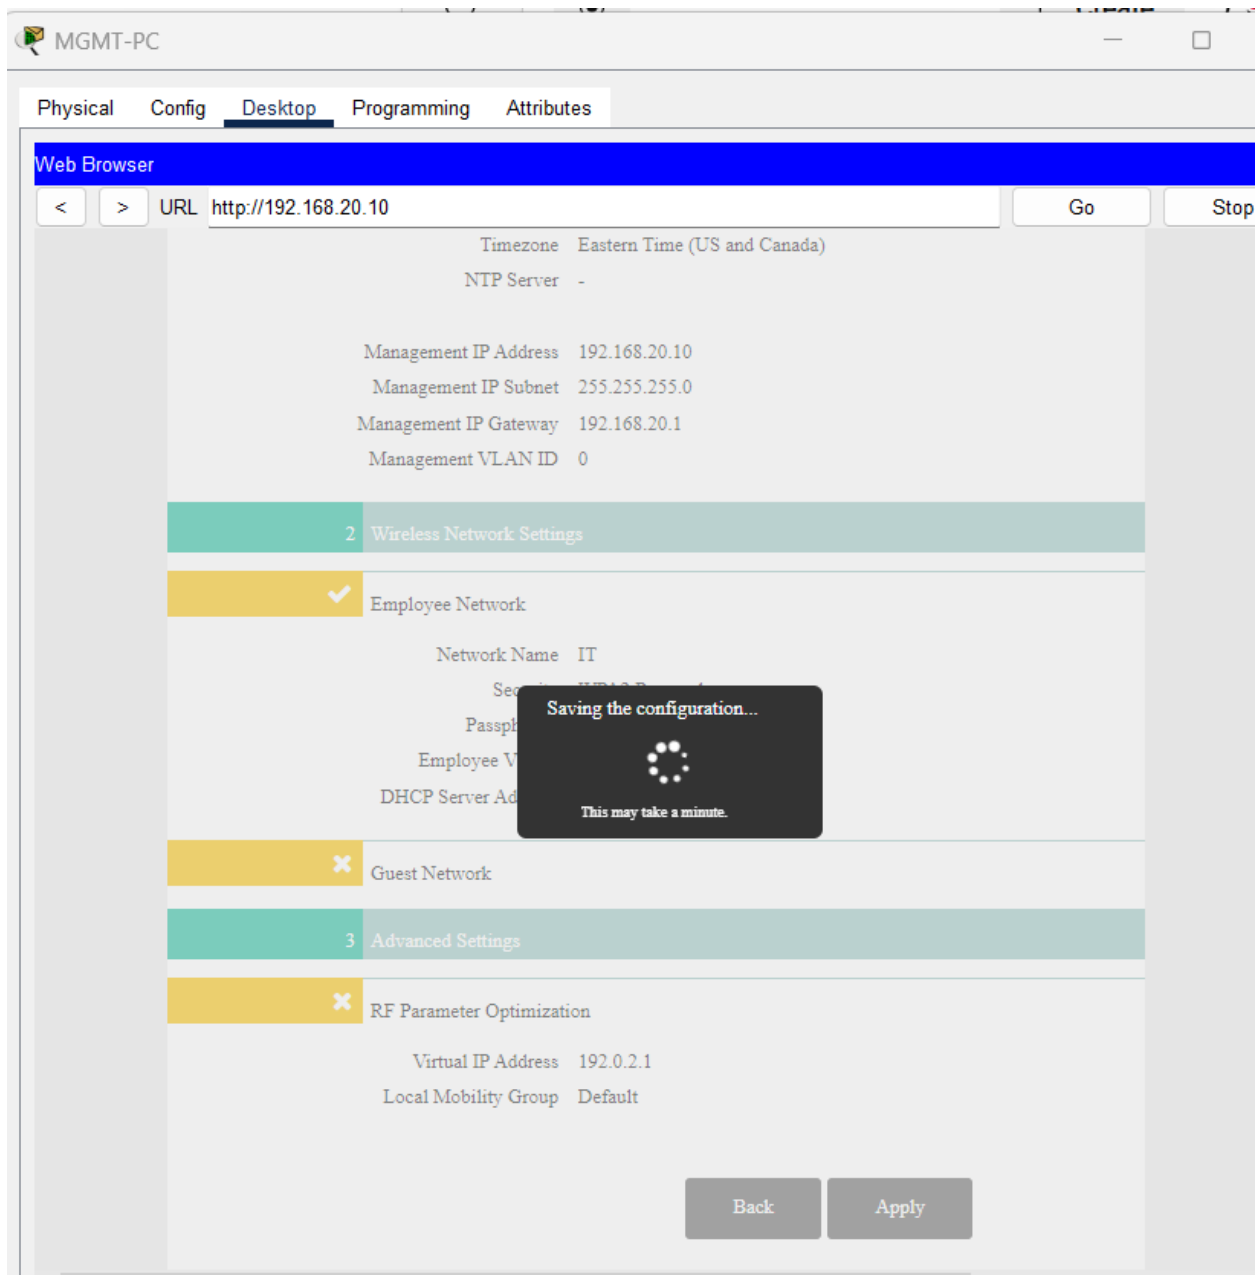 MGMT-PC
Physical Config Desktop Programming Attributes
Web Browser
< > URL http://192.168.20.10 Go Stop
Timezone Eastern Time (US and Canada)
NTP Server -
Management IP Address 192.168.20.10
Management IP Subnet 255.255.255.0
Management IP Gateway 192.168.20.1
Management VLAN ID 0
2 Wireless Network Settings
Employee Network
Network Name IT
Saving the configuration...
Employee V
DHCP Server Ad
This may take a minute.
Guest Network
3 Advanced Settings
RF Parameter Optimization
Virtual IP Address 192.0.2.1
Local Mobility Group Default
Back Apply